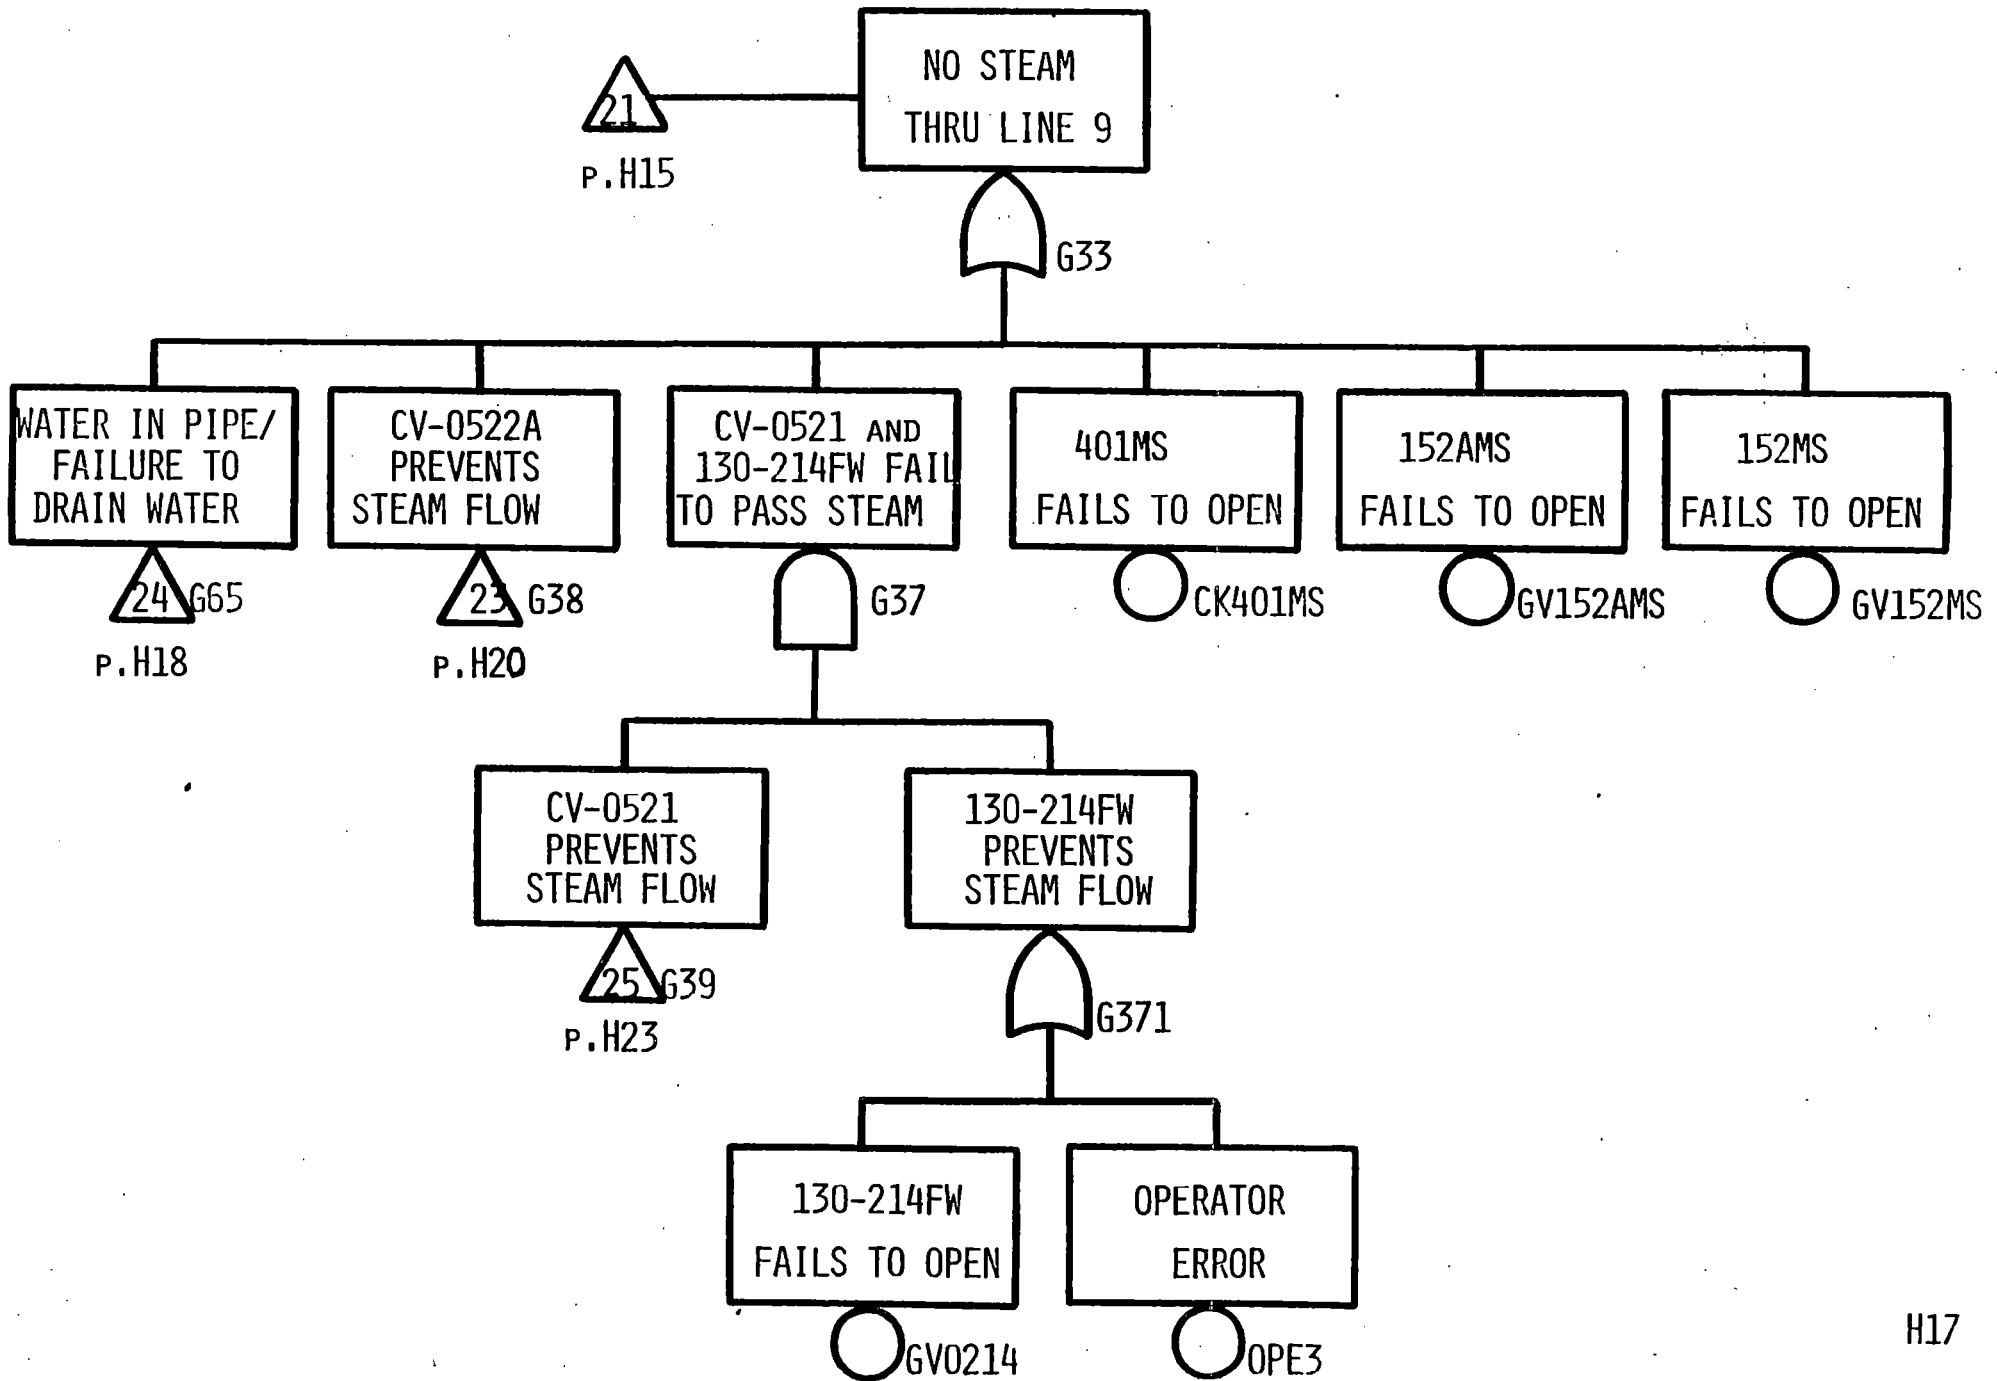 NO STEAM
THRU LINE 9
21
P.H15
G33
WATER IN PIPE/
FAILURE TO
DRAIN WATER
24 G65
P.H18
CV-0522A
PREVENTS
STEAM FLOW
23 G38
P.H20
CV-0521 AND
130-214FW FAIL
TO PASS STEAM
G37
401MS
FAILS TO OPEN
CK401MS
152AMS
FAILS TO OPEN
GV152AMS
152MS
FAILS TO OPEN
GV152MS
CV-0521
PREVENTS
STEAM FLOW
25 G39
P.H23
130-214FW
PREVENTS
STEAM FLOW
G371
130-214FW
FAILS TO OPEN
GV0214
OPERATOR
ERROR
OPE3
H17